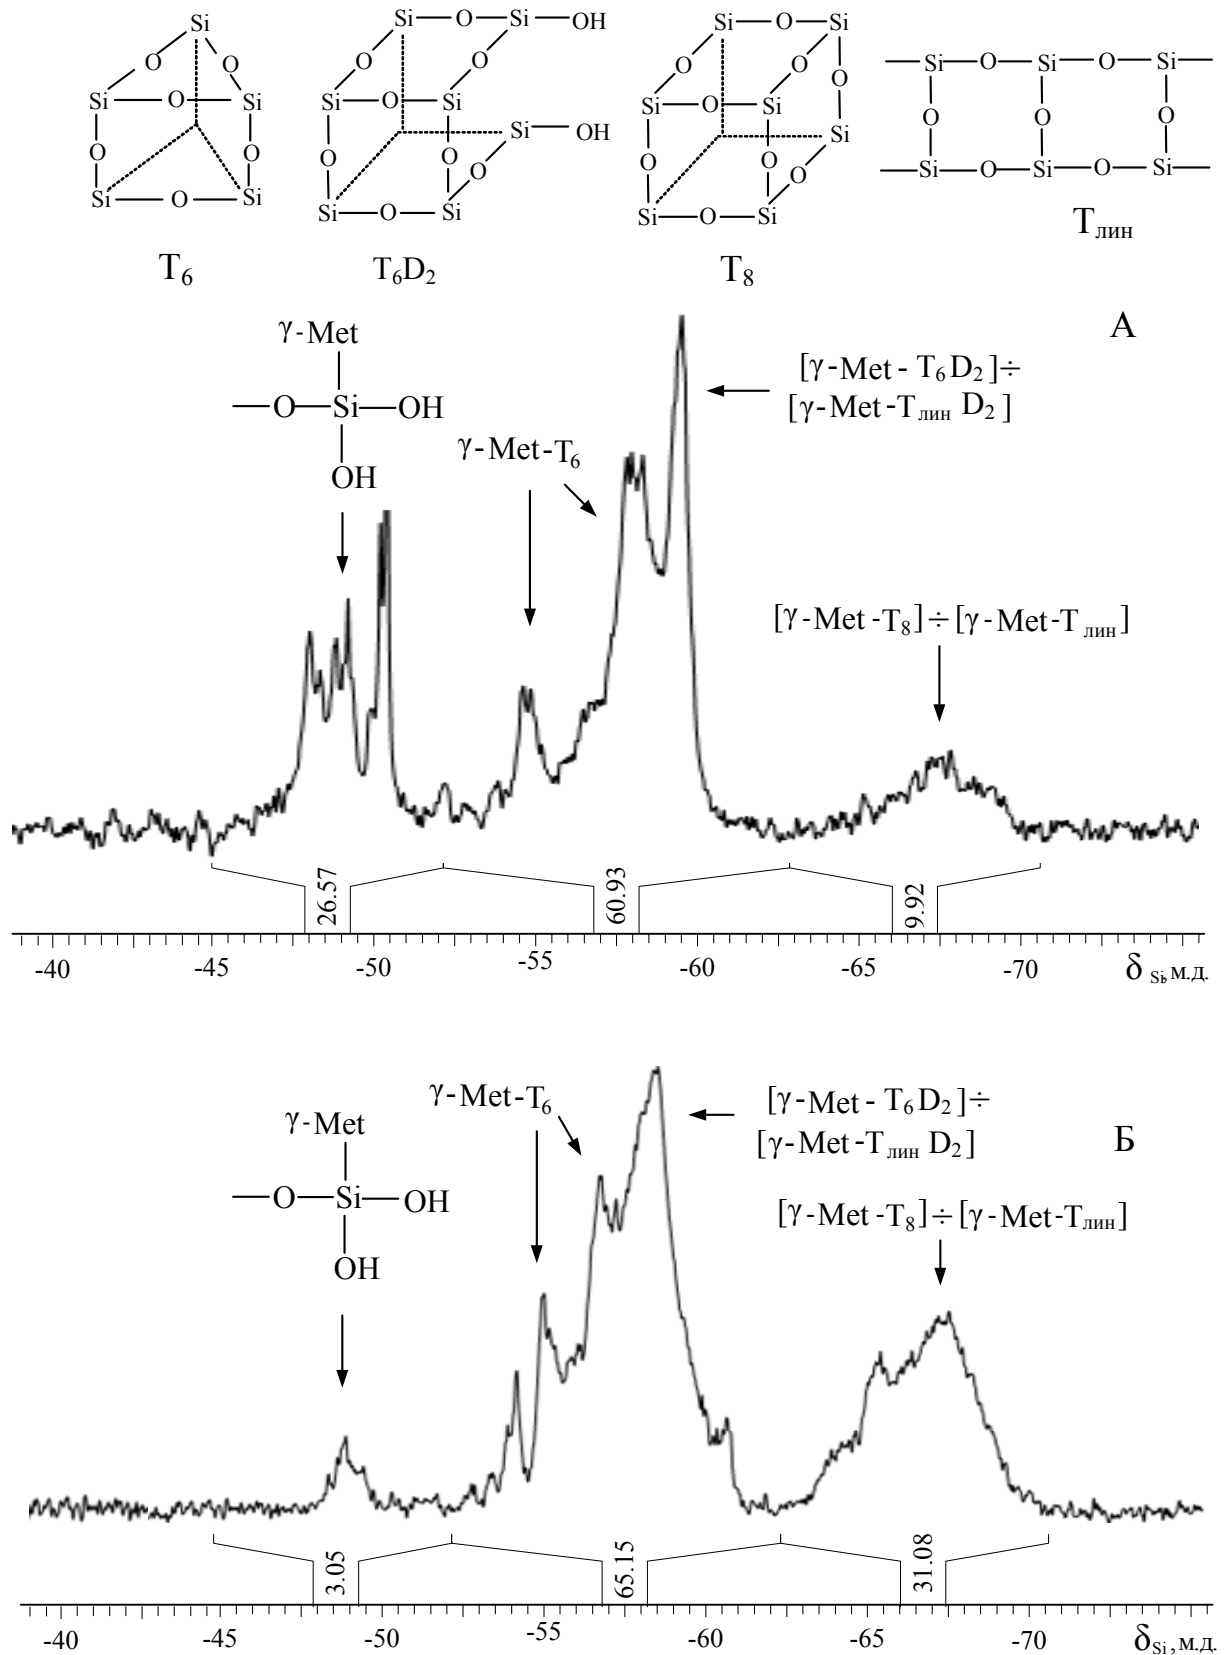 Si O Si O Si OH Si O Si
O O O O O O Si O Si O Si
Si O Si Si O Si Si O Si O O O O
O O O O Si OH O O Si
Si O Si Si O Si O Si O Si O Si O Si O Si
T6 T6D2 T8 Tлин
А
γ-Met
O Si OH
OH
γ-Met-T6
[γ-Met - T6D2]÷
[γ-Met-Tлин D2]
[γ-Met-T8]÷[γ-Met-Tлин]
26.57 60.93 9.92
-40 -45 -50 -55 -60 -65 -70 δ Si, м.д.
Б
γ-Met
O Si OH
OH
γ-Met-T6
[γ-Met - T6D2]÷
[γ-Met-Tлин D2]
[γ-Met-T8]÷[γ-Met-Tлин]
3.05 65.15 31.08
-40 -45 -50 -55 -60 -65 -70 δSi, м.д.